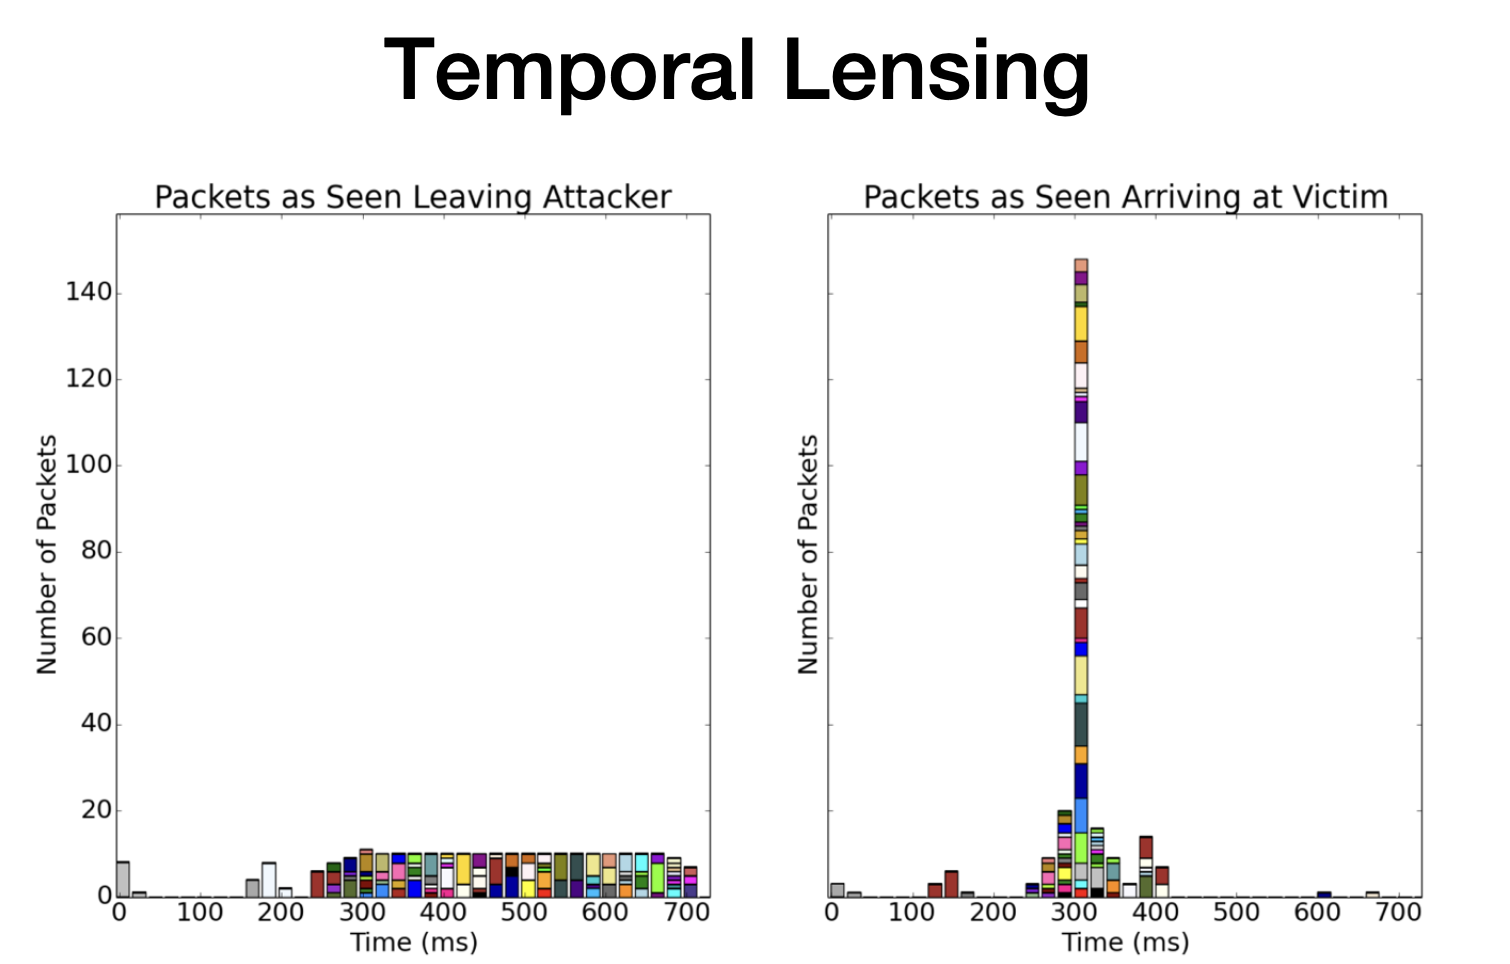 Temporal Lensing
Packets as Seen Leaving Attacker
Number of Packets
140
120
100
80
60
40
20
0
0 100 200 300 400 500 600 700
Time (ms)
Packets as Seen Arriving at Victim
Number of Packets
0 100 200 300 400 500 600 700
Time (ms)